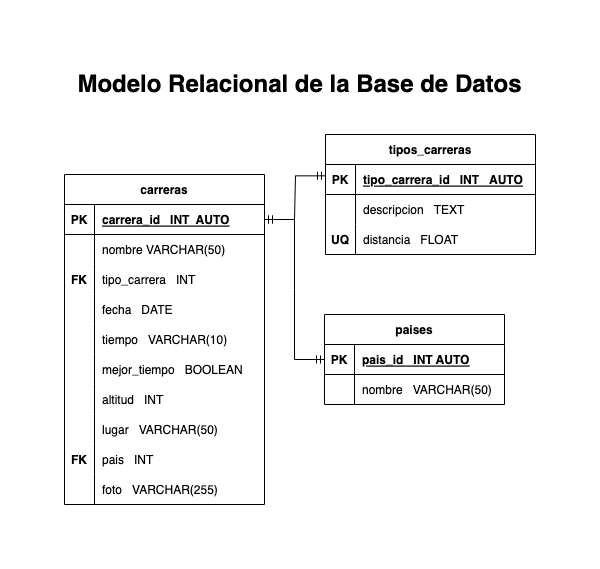 Modelo Relacional de la Base de Datos
carreras
PK carrera_id INT AUTO
nombre VARCHAR(50)
FK tipo_carrera INT
fecha DATE
tiempo VARCHAR(10)
mejor_tiempo BOOLEAN
altitud INT
lugar VARCHAR(50)
FK pais INT
foto VARCHAR(255)
tipos_carreras
PK tipo_carrera_id INT AUTO
descripcion TEXT
UQ distancia FLOAT
paises
PK pais_id INT AUTO
nombre VARCHAR(50)